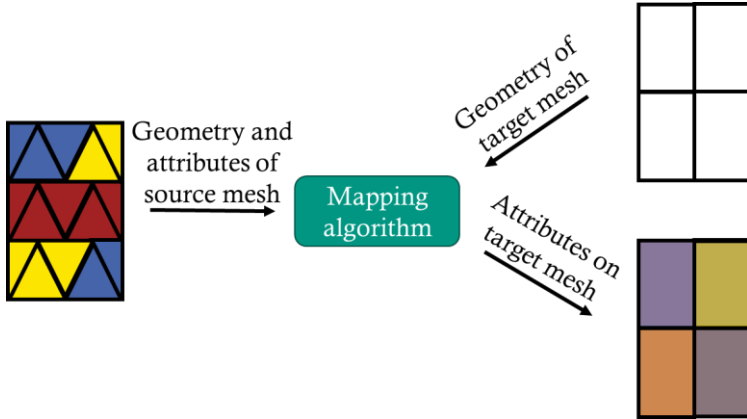 Geometry and
attributes of
source mesh
Mapping
algorithm
Geometry of
target mesh
Attributes on
target mesh